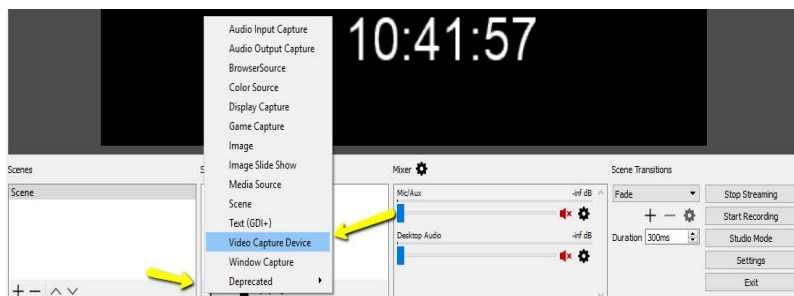 10:41:57
Audio Input Capture
Audio Output Capture
BrowserSource
Color Source
Display Capture
Game Capture
Image
Image Slide Show
Media Source
Scene
Text (GDI+)
Video Capture Device
Window Capture
Deprecated
Scenes
Scene
S
Mixer
Mic/Aux -inf dB
Desktop Audio -inf dB
Scene Transitions
Fade
Duration 300ms
Stop Streaming
Start Recording
Studio Mode
Settings
Exit